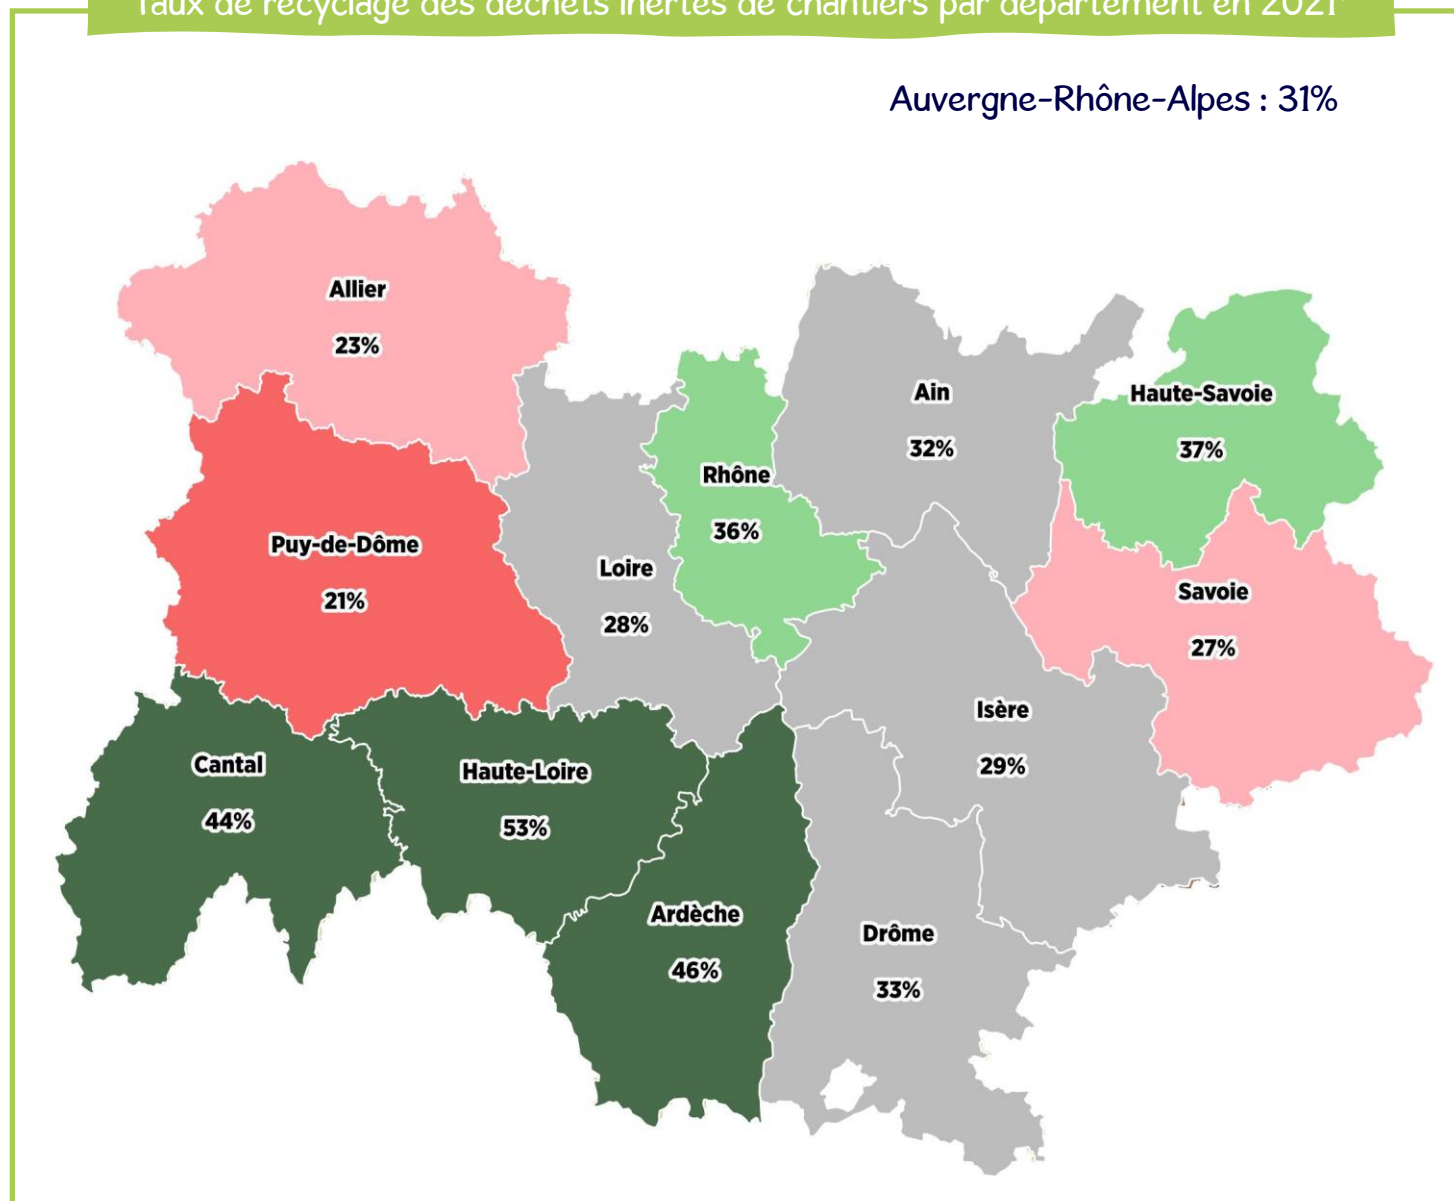 Taux de recyclage des déchets inertes de chantiers par département en 2021
Auvergne-Rhône-Alpes : 31%
Allier
23%
Ain
32%
Haute-Savoie
37%
Rhône
36%
Puy-de-Dôme
21%
Loire
28%
Savoie
27%
Isère
29%
Cantal
44%
Haute-Loire
53%
Ardèche
46%
Drôme
33%